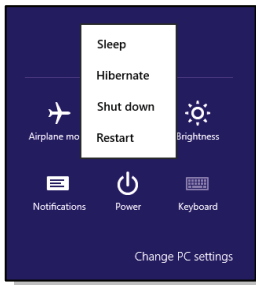 Sleep
Hibernate
Shut down
Restart
Airplane mo
Brightness
Notifications
Power
Keyboard
Change PC settings